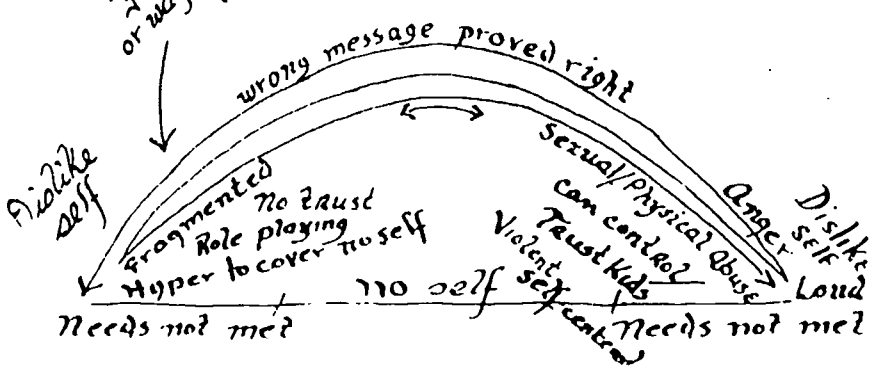 or way
wrong message proved right
Dislike
self
fragmented
No trust
Role playing
Hyper to cover no self
Sexual/Physical Abuse
can control
Trust Kids
Violent
self centered
Anger
Dislike
self
Loud
no self
Needs not met
Needs not met